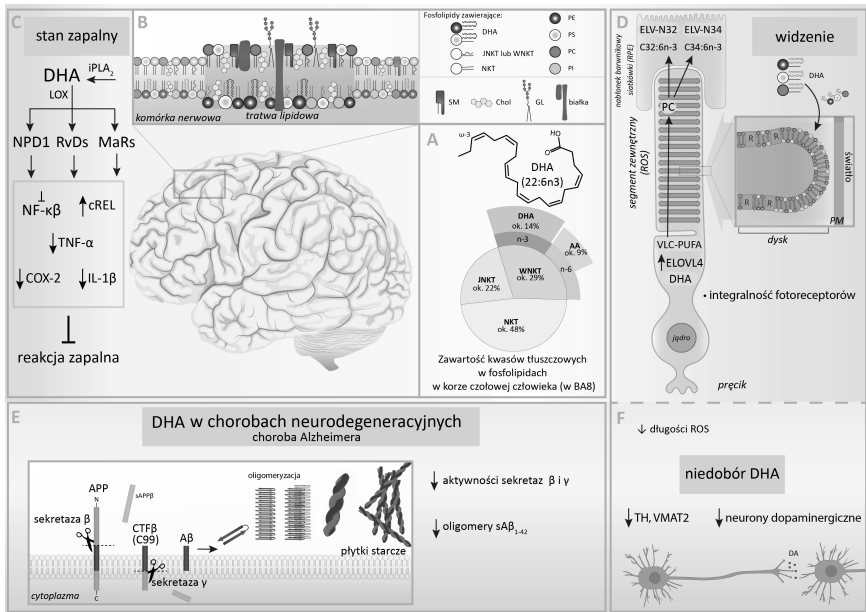 C
stan zapalny
DHA
iPLA₂
LOX
NPD1 RvDs MaRs
NF-κβ
cREL
TNF-α
COX-2
IL-1β
reakcja zapalna
B
komórka nerwowa
tratwa lipidowa
Fosfolipidy zawierające:
DHA
JNKT lub WNKT
NKT
PE
PS
PC
PI
SM
Chol
GL
białka
A
ω-3
HO
O
DHA
(22:6n3)
DHA
ok. 14%
n-3
AA
ok. 9%
n-6
JNKT
ok. 22%
WNKT
ok. 29%
NKT
ok. 48%
Zawartość kwasów tłuszczowych
w fosfolipidach
w korze czołowej człowieka (w BA8)
D
ELV-N32 ELV-N34
C32:6n-3 C34:6n-3
nabłonek barwnikowy
siatkówki (RPE)
widzenie
DHA
PC
segment zewnętrzny
(ROS)
R
R
R
R
światło
PM
dysk
VLC-PUFA
ELOVL4
DHA
• integralność fotoreceptorów
jądro
pręcik
E
DHA w chorobach neurodegeneracyjnych
choroba Alzheimera
APP
N
sAPPβ
sekretaza β
CTFβ
(C99)
Aβ
oligomeryzacja
płytki starcze
sekretaza γ
C
cytoplazma
↓ aktywności sekretaz β i γ
↓ oligomery sAβ₁₋₄₂
F
↓ długości ROS
niedobór DHA
↓ TH, VMAT2
↓ neurony dopaminergiczne
DA